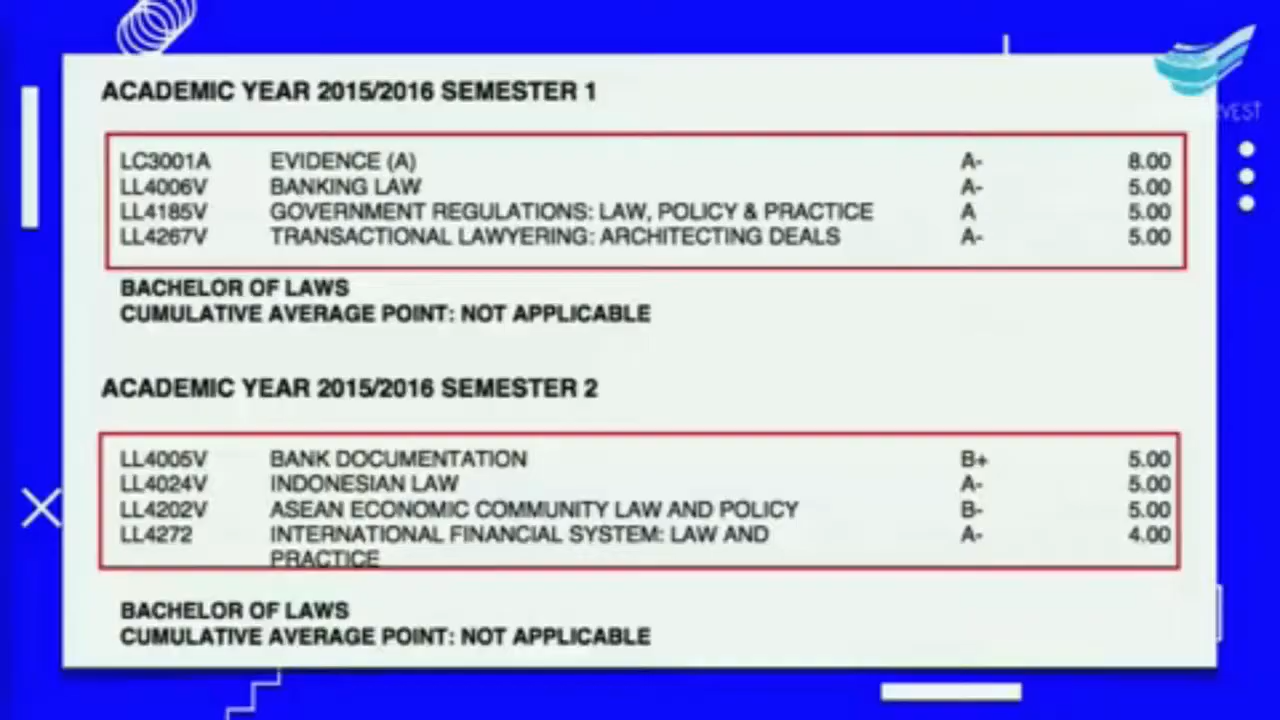 ACADEMIC YEAR 2015/2016 SEMESTER 1
LC3001A EVIDENCE (A) A- 8.00
LL4006V BANKING LAW A- 5.00
LL4185V GOVERNMENT REGULATIONS: LAW, POLICY & PRACTICE A 5.00
LL4267V TRANSACTIONAL LAWYERING: ARCHITECTING DEALS A- 5.00
BACHELOR OF LAWS
CUMULATIVE AVERAGE POINT: NOT APPLICABLE
ACADEMIC YEAR 2015/2016 SEMESTER 2
LL4005V BANK DOCUMENTATION B+ 5.00
LL4024V INDONESIAN LAW A- 5.00
LL4202V ASEAN ECONOMIC COMMUNITY LAW AND POLICY B- 5.00
LL4272 INTERNATIONAL FINANCIAL SYSTEM: LAW AND A- 4.00
PRACTICE
BACHELOR OF LAWS
CUMULATIVE AVERAGE POINT: NOT APPLICABLE